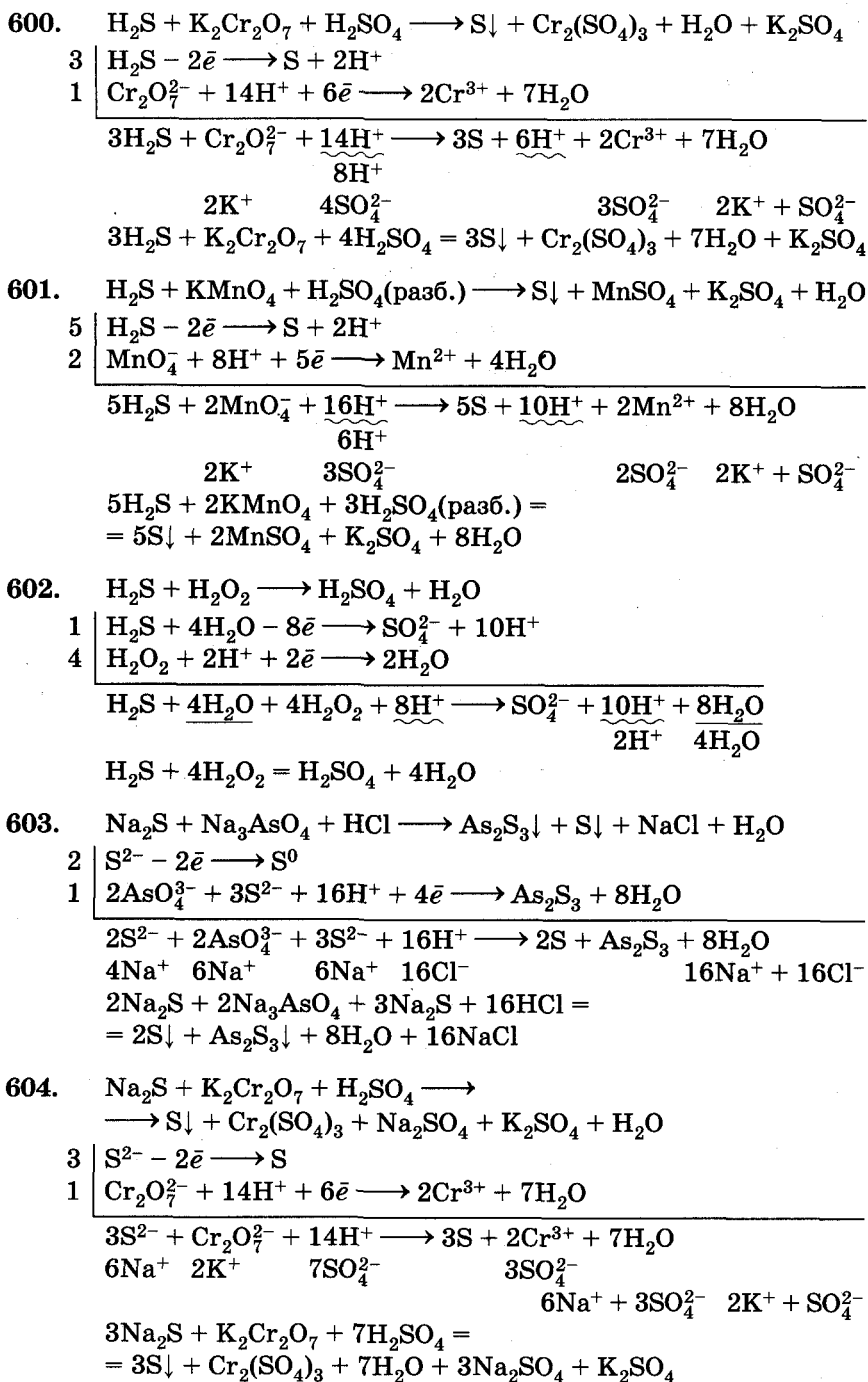 600. H₂S + K₂Cr₂O₇ + H₂SO₄ ⟶ S↓ + Cr₂(SO₄)₃ + H₂O + K₂SO₄
3 | H₂S − 2ē ⟶ S + 2H⁺
1 | Cr₂O₇²⁻ + 14H⁺ + 6ē ⟶ 2Cr³⁺ + 7H₂O
3H₂S + Cr₂O₇²⁻ + 14H⁺ ⟶ 3S + 6H⁺ + 2Cr³⁺ + 7H₂O
8H⁺
2K⁺ 4SO₄²⁻ 3SO₄²⁻ 2K⁺ + SO₄²⁻
3H₂S + K₂Cr₂O₇ + 4H₂SO₄ = 3S↓ + Cr₂(SO₄)₃ + 7H₂O + K₂SO₄
601. H₂S + KMnO₄ + H₂SO₄(разб.) ⟶ S↓ + MnSO₄ + K₂SO₄ + H₂O
5 | H₂S − 2ē ⟶ S + 2H⁺
2 | MnO₄⁻ + 8H⁺ + 5ē ⟶ Mn²⁺ + 4H₂O
5H₂S + 2MnO₄⁻ + 16H⁺ ⟶ 5S + 10H⁺ + 2Mn²⁺ + 8H₂O
6H⁺
2K⁺ 3SO₄²⁻ 2SO₄²⁻ 2K⁺ + SO₄²⁻
5H₂S + 2KMnO₄ + 3H₂SO₄(разб.) =
= 5S↓ + 2MnSO₄ + K₂SO₄ + 8H₂O
602. H₂S + H₂O₂ ⟶ H₂SO₄ + H₂O
1 | H₂S + 4H₂O − 8ē ⟶ SO₄²⁻ + 10H⁺
4 | H₂O₂ + 2H⁺ + 2ē ⟶ 2H₂O
H₂S + 4H₂O + 4H₂O₂ + 8H⁺ ⟶ SO₄²⁻ + 10H⁺ + 8H₂O
2H⁺ 4H₂O
H₂S + 4H₂O₂ = H₂SO₄ + 4H₂O
603. Na₂S + Na₃AsO₄ + HCl ⟶ As₂S₃↓ + S↓ + NaCl + H₂O
2 | S²⁻ − 2ē ⟶ S⁰
1 | 2AsO₄³⁻ + 3S²⁻ + 16H⁺ + 4ē ⟶ As₂S₃ + 8H₂O
2S²⁻ + 2AsO₄³⁻ + 3S²⁻ + 16H⁺ ⟶ 2S + As₂S₃ + 8H₂O
4Na⁺ 6Na⁺ 6Na⁺ 16Cl⁻ 16Na⁺ + 16Cl⁻
2Na₂S + 2Na₃AsO₄ + 3Na₂S + 16HCl =
= 2S↓ + As₂S₃↓ + 8H₂O + 16NaCl
604. Na₂S + K₂Cr₂O₇ + H₂SO₄ ⟶
⟶ S↓ + Cr₂(SO₄)₃ + Na₂SO₄ + K₂SO₄ + H₂O
3 | S²⁻ − 2ē ⟶ S
1 | Cr₂O₇²⁻ + 14H⁺ + 6ē ⟶ 2Cr³⁺ + 7H₂O
3S²⁻ + Cr₂O₇²⁻ + 14H⁺ ⟶ 3S + 2Cr³⁺ + 7H₂O
6Na⁺ 2K⁺ 7SO₄²⁻ 3SO₄²⁻
6Na⁺ + 3SO₄²⁻ 2K⁺ + SO₄²⁻
3Na₂S + K₂Cr₂O₇ + 7H₂SO₄ =
= 3S↓ + Cr₂(SO₄)₃ + 7H₂O + 3Na₂SO₄ + K₂SO₄